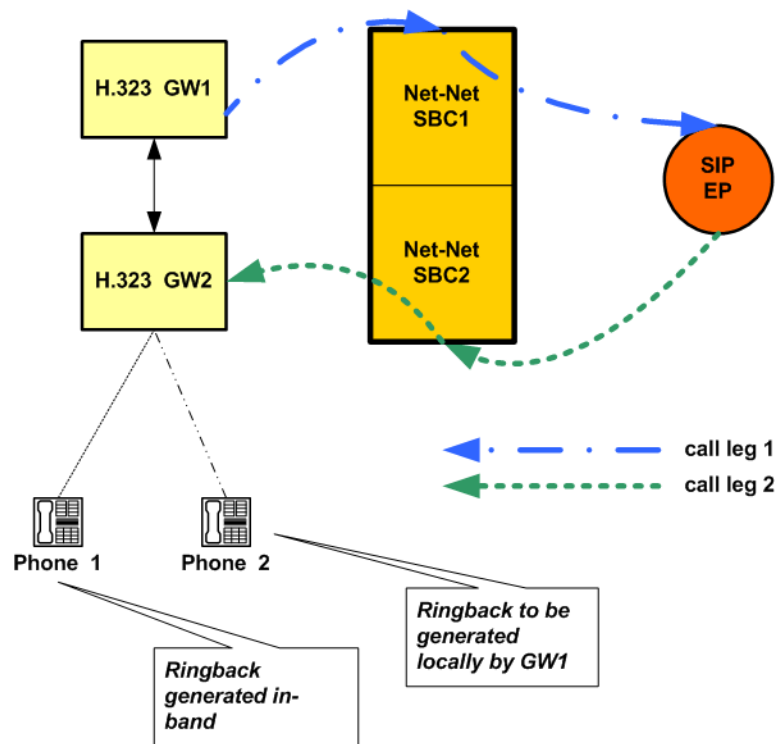 H.323 GW1
Net-Net
SBC1
SIP
EP
H.323 GW2
Net-Net
SBC2
call leg 1
call leg 2
Phone 1
Phone 2
Ringback to be
generated
locally by GW1
Ringback
generated in-
band